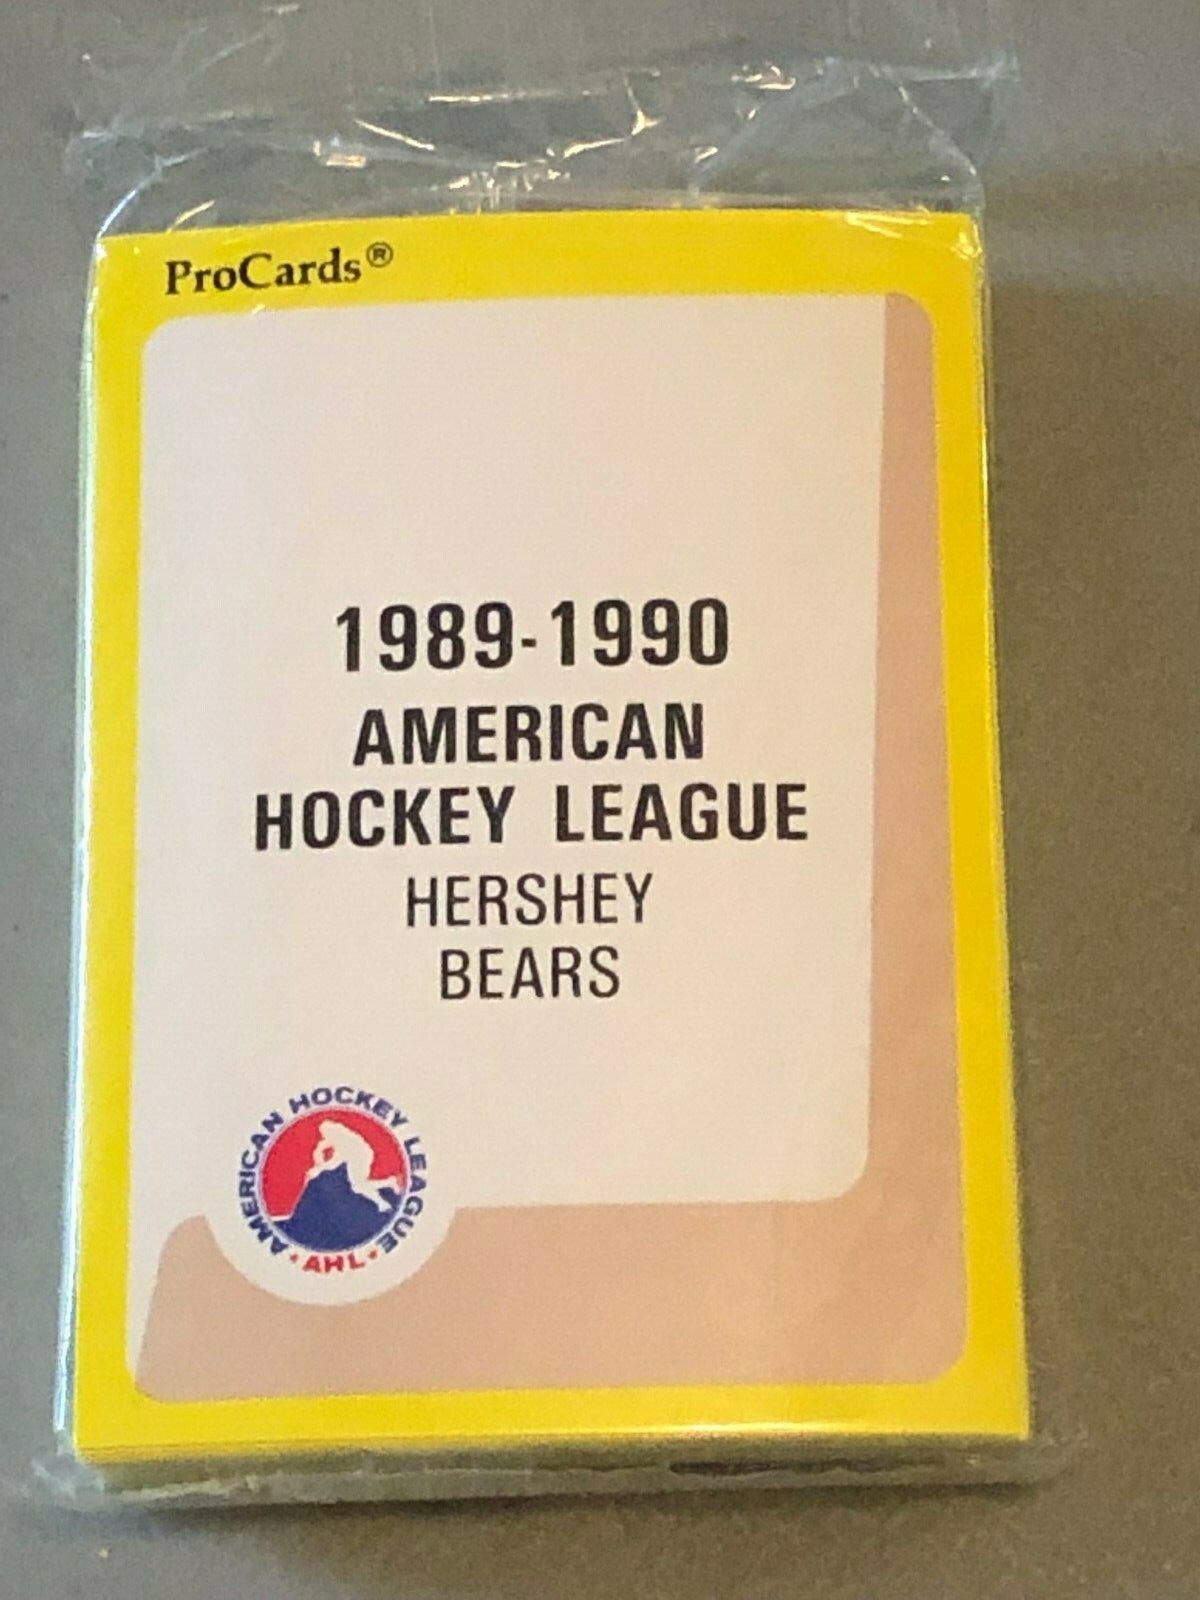 ProCards®
1989-1990
AMERICAN
HOCKEY LEAGUE
HERSHEY
BEARS
AMERICAN HOCKEY LEAGUE
• AHL •